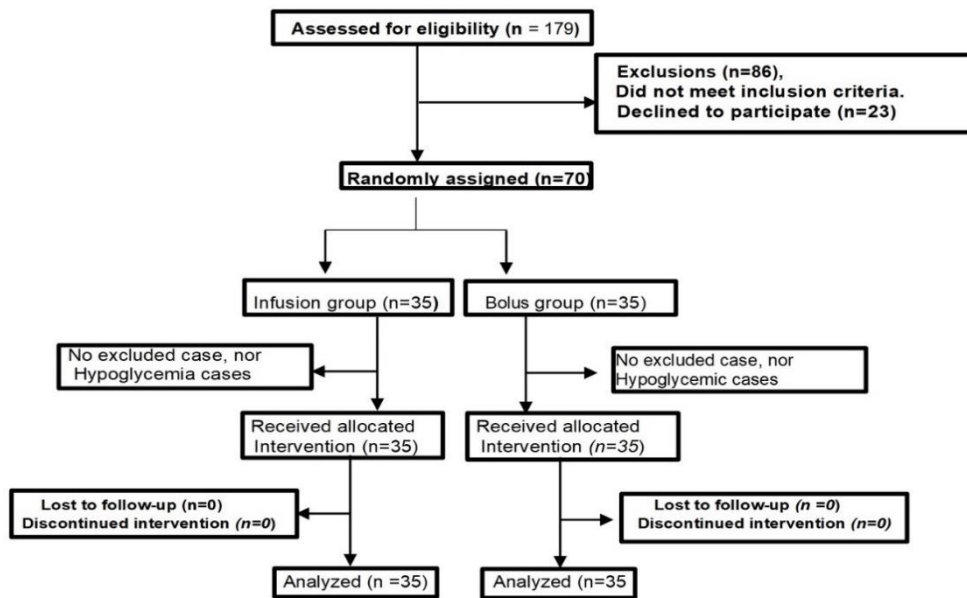 Assessed for eligibility (n = 179)
Exclusions (n=86),
Did not meet inclusion criteria.
Declined to participate (n=23)
Randomly assigned (n=70)
Infusion group (n=35)
Bolus group (n=35)
No excluded case, nor
Hypoglycemia cases
No excluded case, nor
Hypoglycemic cases
Received allocated
Intervention (n=35)
Received allocated
Intervention (n=35)
Lost to follow-up (n=0)
Discontinued intervention (n=0)
Lost to follow-up (n =0)
Discontinued intervention (n=0)
Analyzed (n =35)
Analyzed (n=35